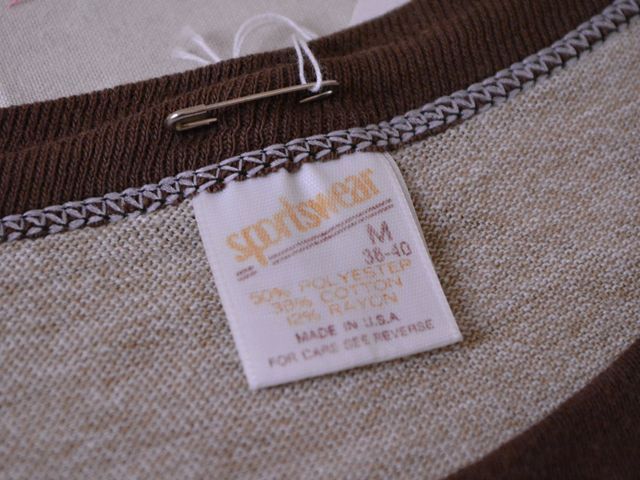 sportswear
M
38-40
50% POLYESTER
38% COTTON
12% RAYON
MADE IN U.S.A
FOR CARE SEE REVERSE